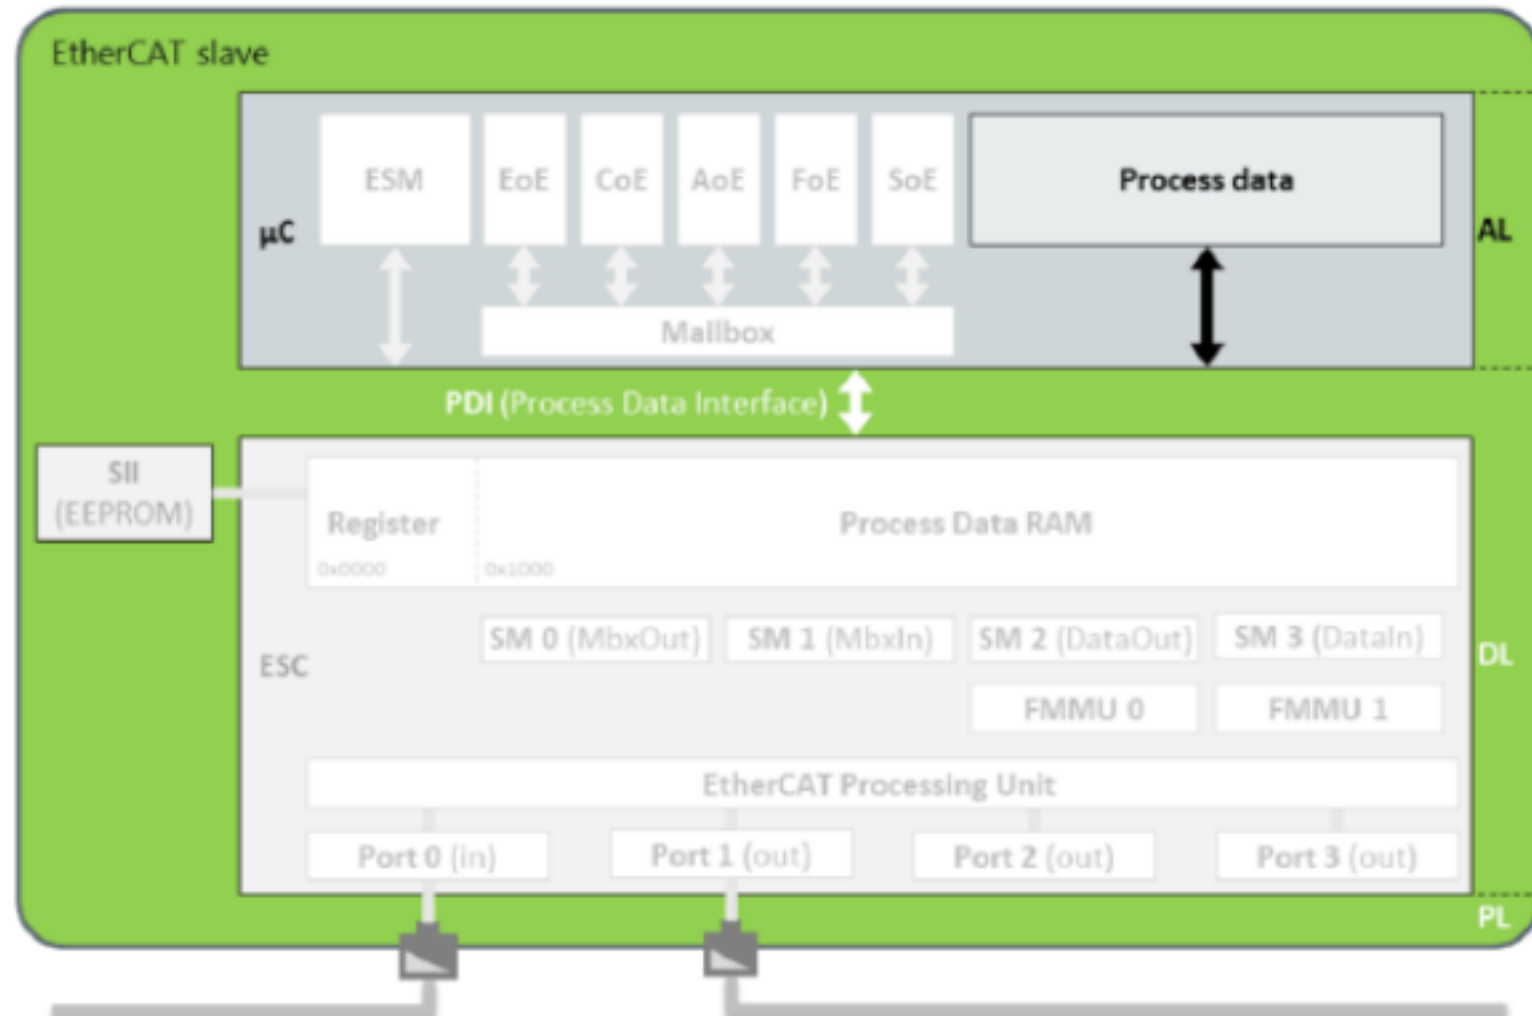 EtherCAT slave
ESM
EoE
CoE
AoE
FoE
SoE
Process data
µC
AL
Mailbox
PDI (Process Data Interface)
SII
(EEPROM)
Register
Process Data RAM
0x0000
0x1000
SM 0 (MbxOut)
SM 1 (MbxIn)
SM 2 (DataOut)
SM 3 (DataIn)
ESC
DL
FMMU 0
FMMU 1
EtherCAT Processing Unit
Port 0 (in)
Port 1 (out)
Port 2 (out)
Port 3 (out)
PL